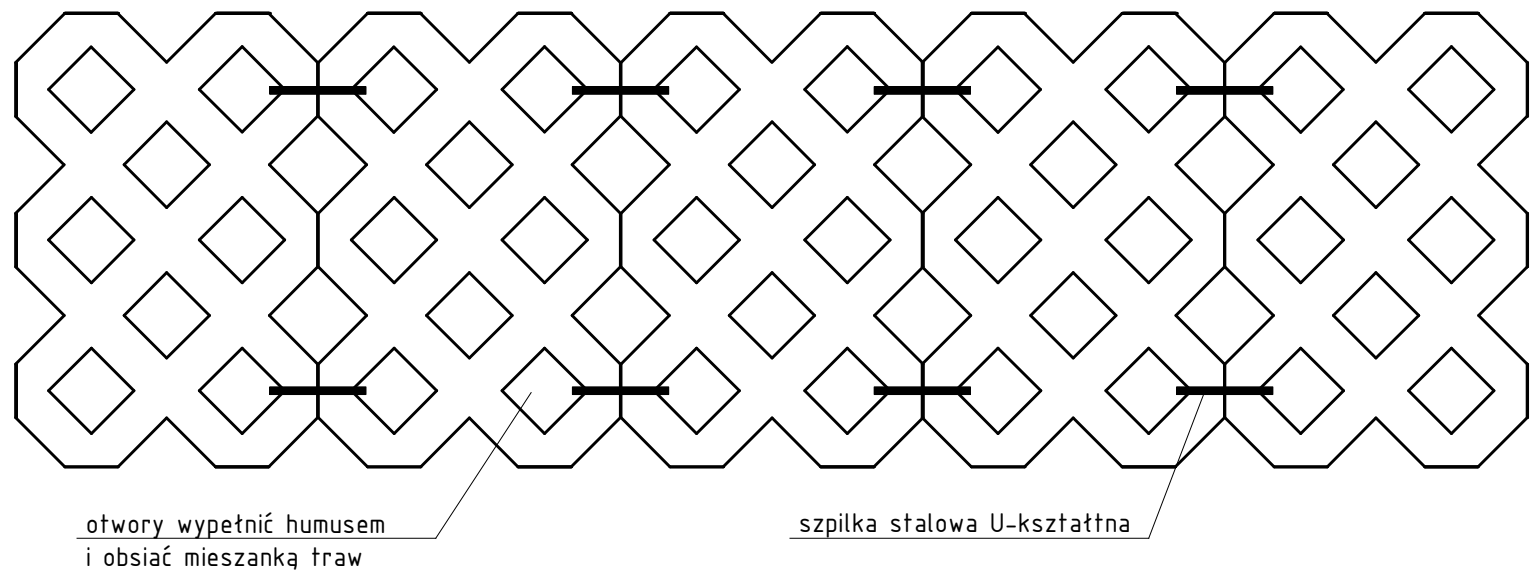 otwory wypełnić humusem
i obsiać mieszanką traw
szpilka stalowa U-kształtna